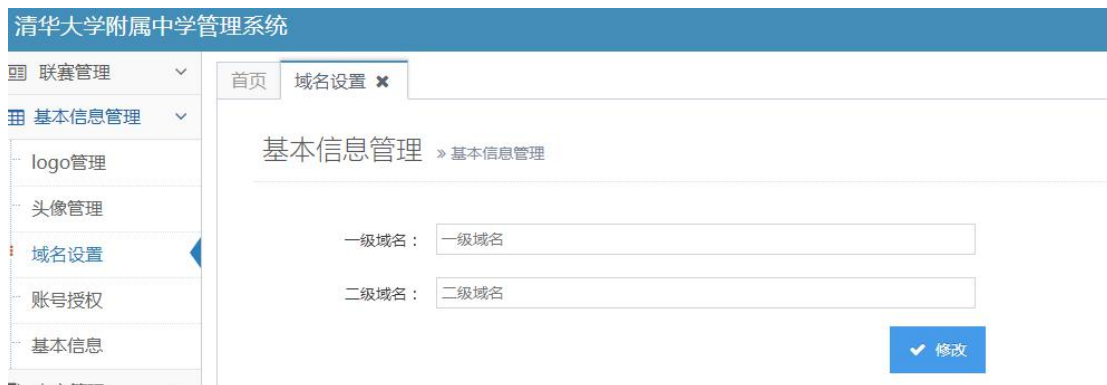 清华大学附属中学管理系统
联赛管理
首页 域名设置
基本信息管理
基本信息管理 » 基本信息管理
logo管理
头像管理
一级域名： 一级域名
域名设置
二级域名： 二级域名
账号授权
基本信息
修改